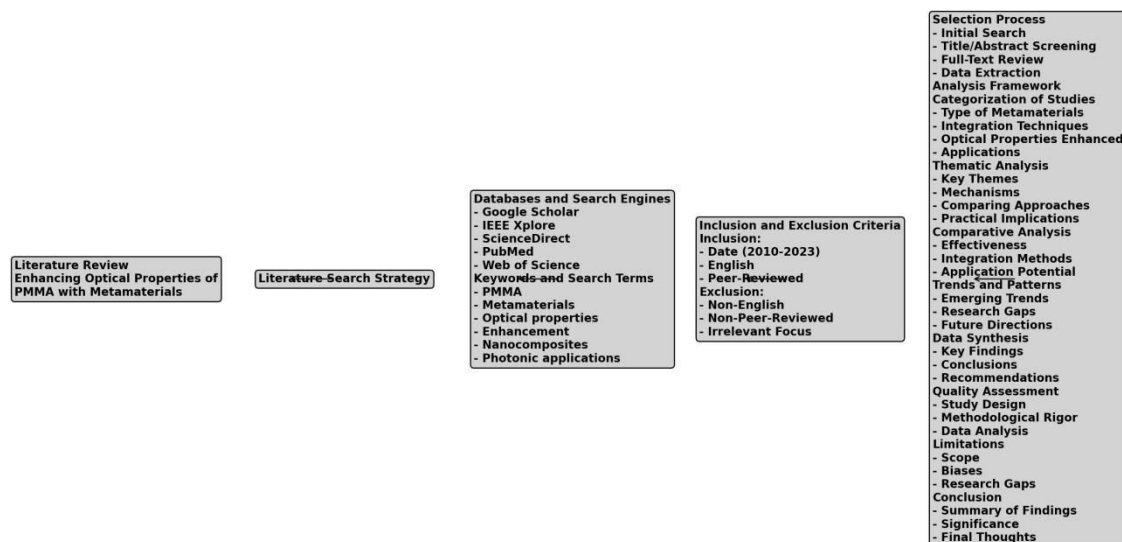 Literature Review
Enhancing Optical Properties of
PMMA with Metamaterials
Literature Search Strategy
Databases and Search Engines
- Google Scholar
- IEEE Xplore
- ScienceDirect
- PubMed
- Web of Science
Keywords and Search Terms
- PMMA
- Metamaterials
- Optical properties
- Enhancement
- Nanocomposites
- Photonic applications
Inclusion and Exclusion Criteria
Inclusion:
- Date (2010-2023)
- English
- Peer-Reviewed
Exclusion:
- Non-English
- Non-Peer-Reviewed
- Irrelevant Focus
Selection Process
- Initial Search
- Title/Abstract Screening
- Full-Text Review
- Data Extraction
Analysis Framework
Categorization of Studies
- Type of Metamaterials
- Integration Techniques
- Optical Properties Enhanced
- Applications
Thematic Analysis
- Key Themes
- Mechanisms
- Comparing Approaches
- Practical Implications
Comparative Analysis
- Effectiveness
- Integration Methods
- Application Potential
Trends and Patterns
- Emerging Trends
- Research Gaps
- Future Directions
Data Synthesis
- Key Findings
- Conclusions
- Recommendations
Quality Assessment
- Study Design
- Methodological Rigor
- Data Analysis
Limitations
- Scope
- Biases
- Research Gaps
Conclusion
- Summary of Findings
- Significance
- Final Thoughts